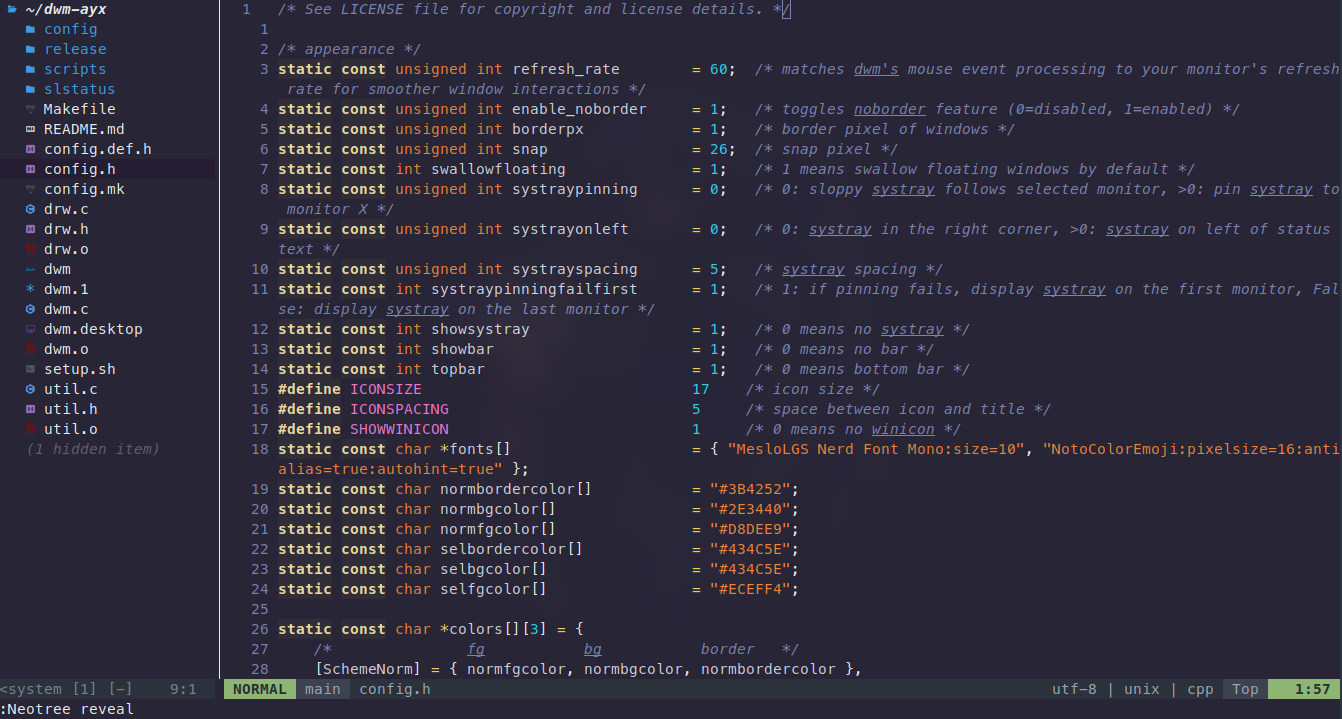 ~/dwm-ayx
config
release
scripts
slstatus
Makefile
README.md
config.def.h
config.h
config.mk
drw.c
drw.h
drw.o
dwm
dwm.1
dwm.c
dwm.desktop
dwm.o
setup.sh
util.c
util.h
util.o
(1 hidden item)
<system [1] [-] 9:1
1 /* See LICENSE file for copyright and license details. */
1
2 /* appearance */
3 static const unsigned int refresh_rate = 60; /* matches dwm's mouse event processing to your monitor's refresh
rate for smoother window interactions */
4 static const unsigned int enable_noborder = 1; /* toggles noborder feature (0=disabled, 1=enabled) */
5 static const unsigned int borderpx = 1; /* border pixel of windows */
6 static const unsigned int snap = 26; /* snap pixel */
7 static const int swallowfloating = 1; /* 1 means swallow floating windows by default */
8 static const unsigned int systraypinning = 0; /* 0: sloppy systray follows selected monitor, >0: pin systray to
monitor X */
9 static const unsigned int systrayonleft = 0; /* 0: systray in the right corner, >0: systray on left of status
text */
10 static const unsigned int systrayspacing = 5; /* systray spacing */
11 static const int systraypinningfailfirst = 1; /* 1: if pinning fails, display systray on the first monitor, Fal
se: display systray on the last monitor */
12 static const int showsystray = 1; /* 0 means no systray */
13 static const int showbar = 1; /* 0 means no bar */
14 static const int topbar = 1; /* 0 means bottom bar */
15 #define ICONSIZE 17 /* icon size */
16 #define ICONSPACING 5 /* space between icon and title */
17 #define SHOWWINICON 1 /* 0 means no winicon */
18 static const char *fonts[] = { "MesloLGS Nerd Font Mono:size=10", "NotoColorEmoji:pixelsize=16:anti
alias=true:autohint=true" };
19 static const char normbordercolor[] = "#3B4252";
20 static const char normbgcolor[] = "#2E3440";
21 static const char normfgcolor[] = "#D8DEE9";
22 static const char selbordercolor[] = "#434C5E";
23 static const char selbgcolor[] = "#434C5E";
24 static const char selfgcolor[] = "#ECEFF4";
25
26 static const char *colors[][3] = {
27 /* fg bg border */
28 [SchemeNorm] = { normfgcolor, normbgcolor, normbordercolor },
NORMAL main config.h utf-8 | unix | cpp Top 1:57
:Neotree reveal